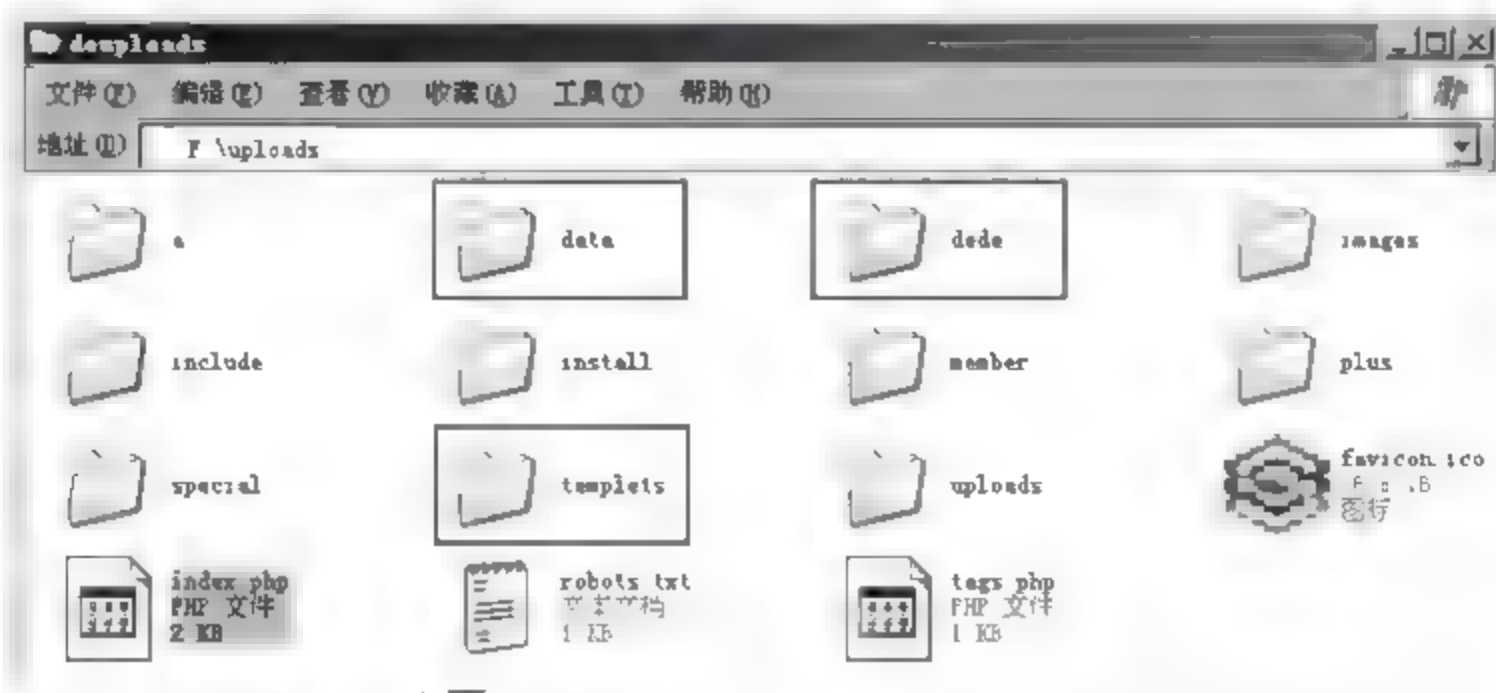 文件(F) 编辑(E) 查看(V) 收藏(A) 工具(T) 帮助(H)
地址(D) F \uploads
a data dede images
include install member plus
special templets uploads favicon.ico
图标
index php robots txt tags php
PHP 文件 文本文档 PHP 文件
2 KB 1 KB 1 KB